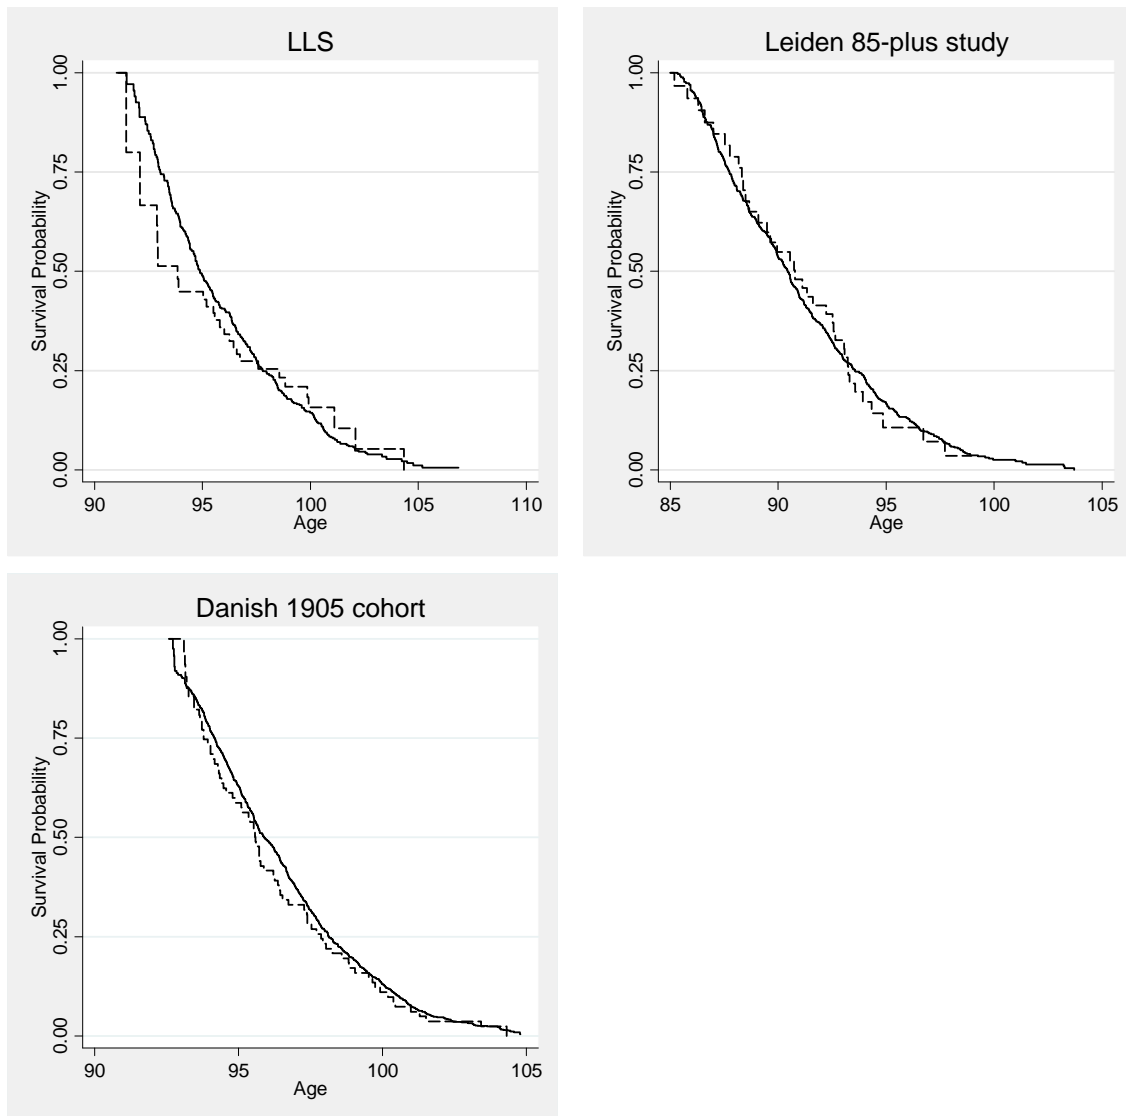 LLS
Survival Probability
1.00
0.75
0.50
0.25
0.00
90 95 100 105 110
Age
Leiden 85-plus study
Survival Probability
1.00
0.75
0.50
0.25
0.00
85 90 95 100 105
Age
Danish 1905 cohort
Survival Probability
1.00
0.75
0.50
0.25
0.00
90 95 100 105
Age